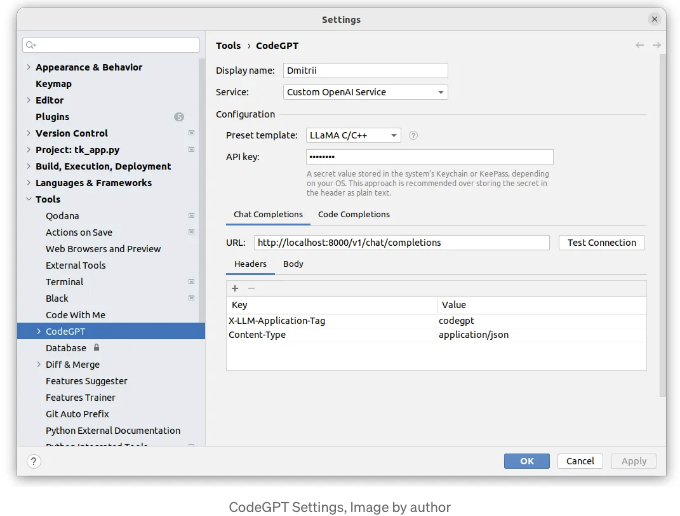 Settings
Tools › CodeGPT
Appearance & Behavior
Keymap
Editor
Plugins
5
Version Control
Project: tk_app.py
Build, Execution, Deployment
Languages & Frameworks
Tools
Qodana
Actions on Save
Web Browsers and Preview
External Tools
Terminal
Black
Code With Me
CodeGPT
Database
Diff & Merge
Features Suggester
Features Trainer
Git Auto Prefix
Python External Documentation
Python Integrated Tools
Display name: Dmitrii
Service: Custom OpenAI Service
Configuration
Preset template: LLaMA C/C++ ?
API key: ••••••••
A secret value stored in the system's Keychain or KeePass, depending
on your OS. This approach is recommended over storing the secret in
the header as plain text.
Chat Completions Code Completions
URL: http://localhost:8000/v1/chat/completions Test Connection
Headers Body
+ −
Key Value
X-LLM-Application-Tag codegpt
Content-Type application/json
? OK Cancel Apply
CodeGPT Settings, Image by author